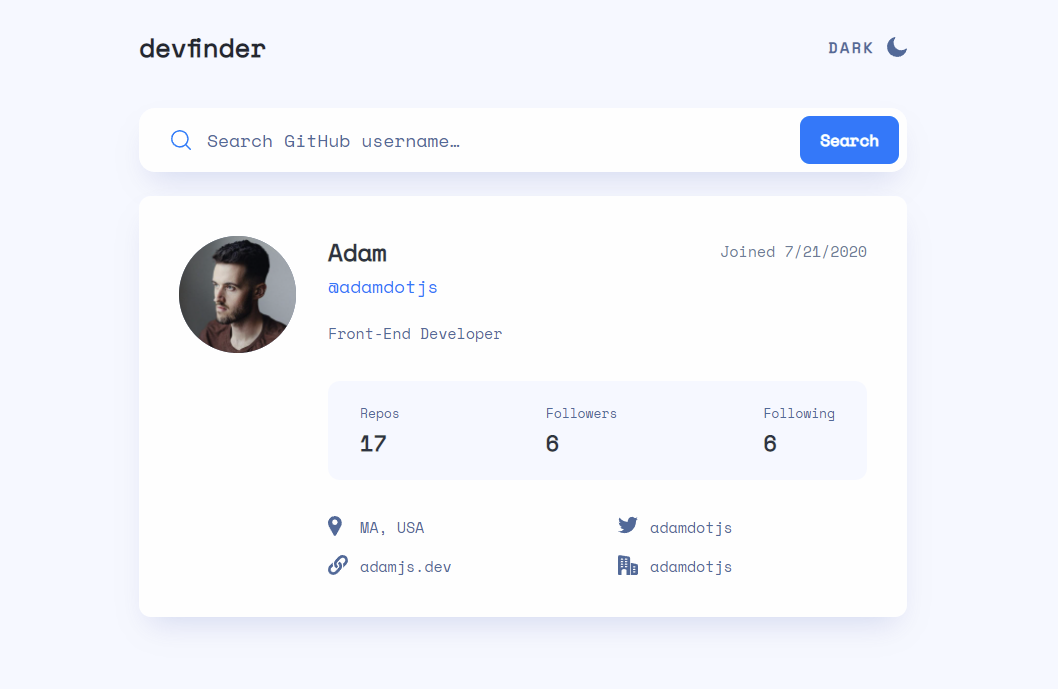 devfinder
DARK
Search GitHub username…
Search
Adam
Joined 7/21/2020
@adamdotjs
Front-End Developer
Repos Followers Following
17 6 6
MA, USA adamdotjs
adamjs.dev adamdotjs